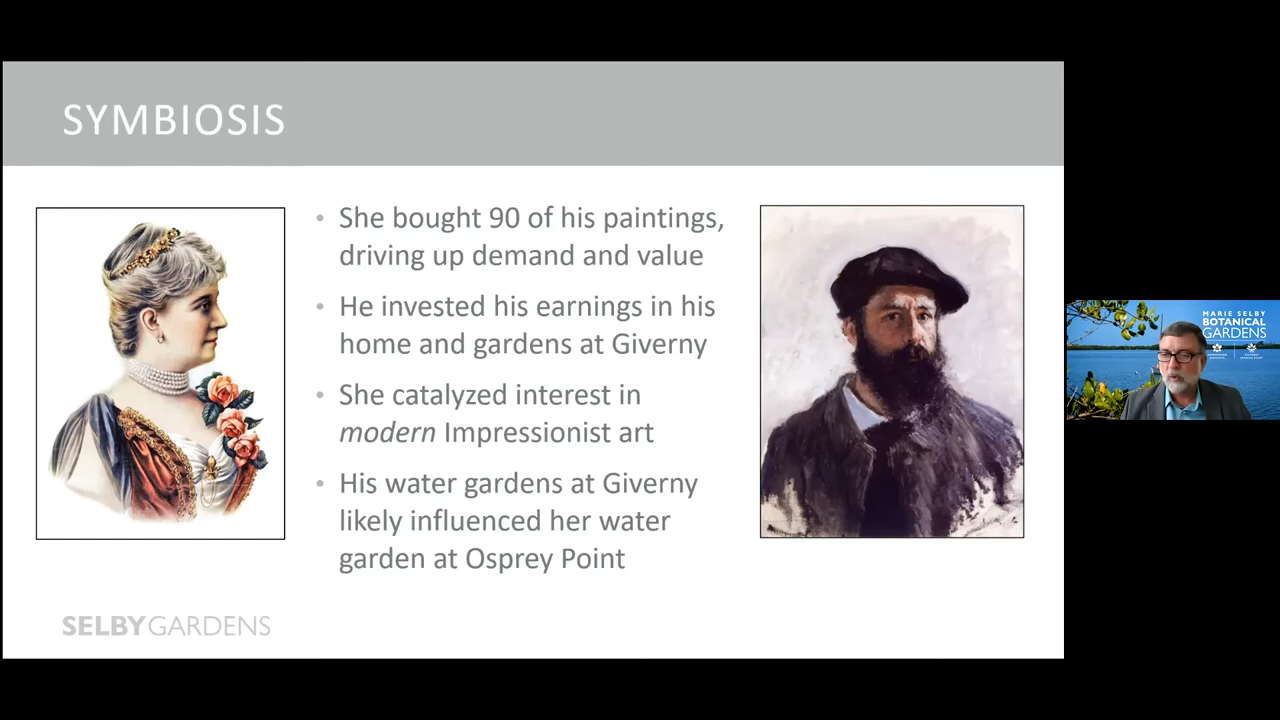 SYMBIOSIS
• She bought 90 of his paintings,
driving up demand and value
• He invested his earnings in his
home and gardens at Giverny
• She catalyzed interest in
modern Impressionist art
• His water gardens at Giverny
likely influenced her water
garden at Osprey Point
SELBY GARDENS
MARIE SELBY
BOTANICAL
GARDENS